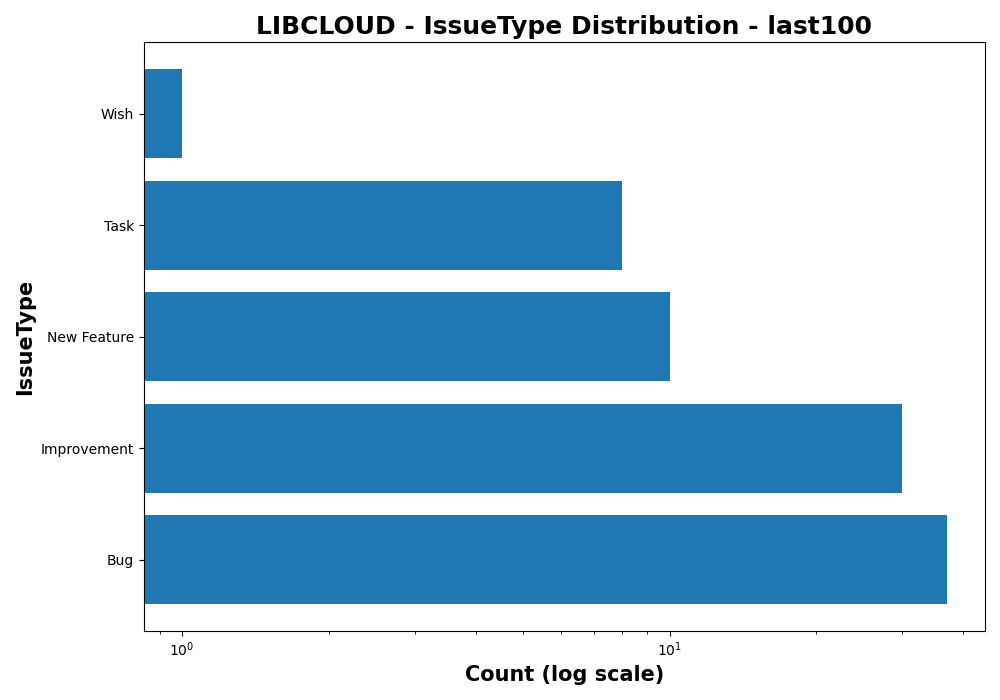 LIBCLOUD - IssueType Distribution - last100
Wish
Task
New Feature
Improvement
Bug
IssueType
10⁰ 10¹
Count (log scale)